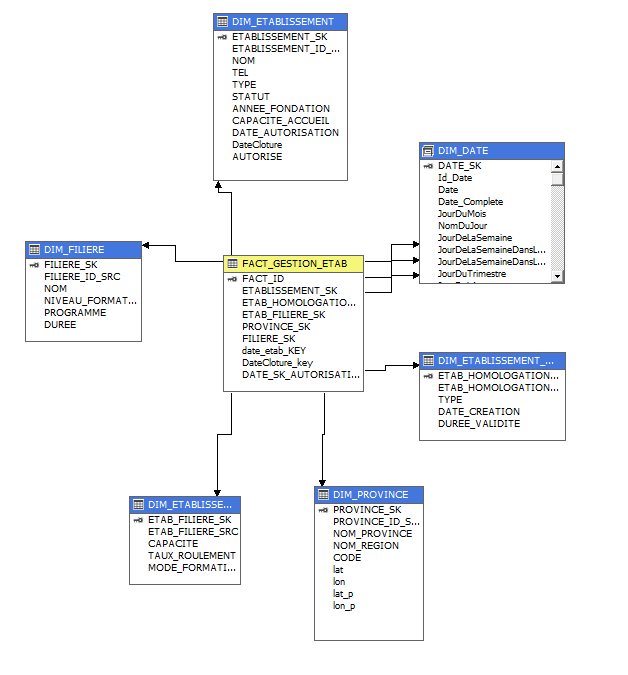 DIM_ETABLISSEMENT
ETABLISSEMENT_SK
ETABLISSEMENT_ID_...
NOM
TEL
TYPE
STATUT
ANNEE_FONDATION
CAPACITE_ACCUEIL
DATE_AUTORISATION
DateCloture
AUTORISE
DIM_DATE
DATE_SK
Id_Date
Date
Date_Complete
JourDuMois
NomDuJour
JourDeLaSemaine
JourDeLaSemaineDansL...
JourDeLaSemaineDansL...
JourDuTrimestre
DIM_FILIERE
FILIERE_SK
FILIERE_ID_SRC
NOM
NIVEAU_FORMAT...
PROGRAMME
DUREE
FACT_GESTION_ETAB
FACT_ID
ETABLISSEMENT_SK
ETAB_HOMOLOGATIO...
ETAB_FILIERE_SK
PROVINCE_SK
FILIERE_SK
date_etab_KEY
DateCloture_key
DATE_SK_AUTORISATI...
DIM_ETABLISSEMENT_...
ETAB_HOMOLOGATION...
ETAB_HOMOLOGATION...
TYPE
DATE_CREATION
DUREE_VALIDITE
DIM_ETABLISSE...
ETAB_FILIERE_SK
ETAB_FILIERE_SRC
CAPACITE
TAUX_ROULEMENT
MODE_FORMATI...
DIM_PROVINCE
PROVINCE_SK
PROVINCE_ID_S...
NOM_PROVINCE
NOM_REGION
CODE
lat
lon
lat_p
lon_p